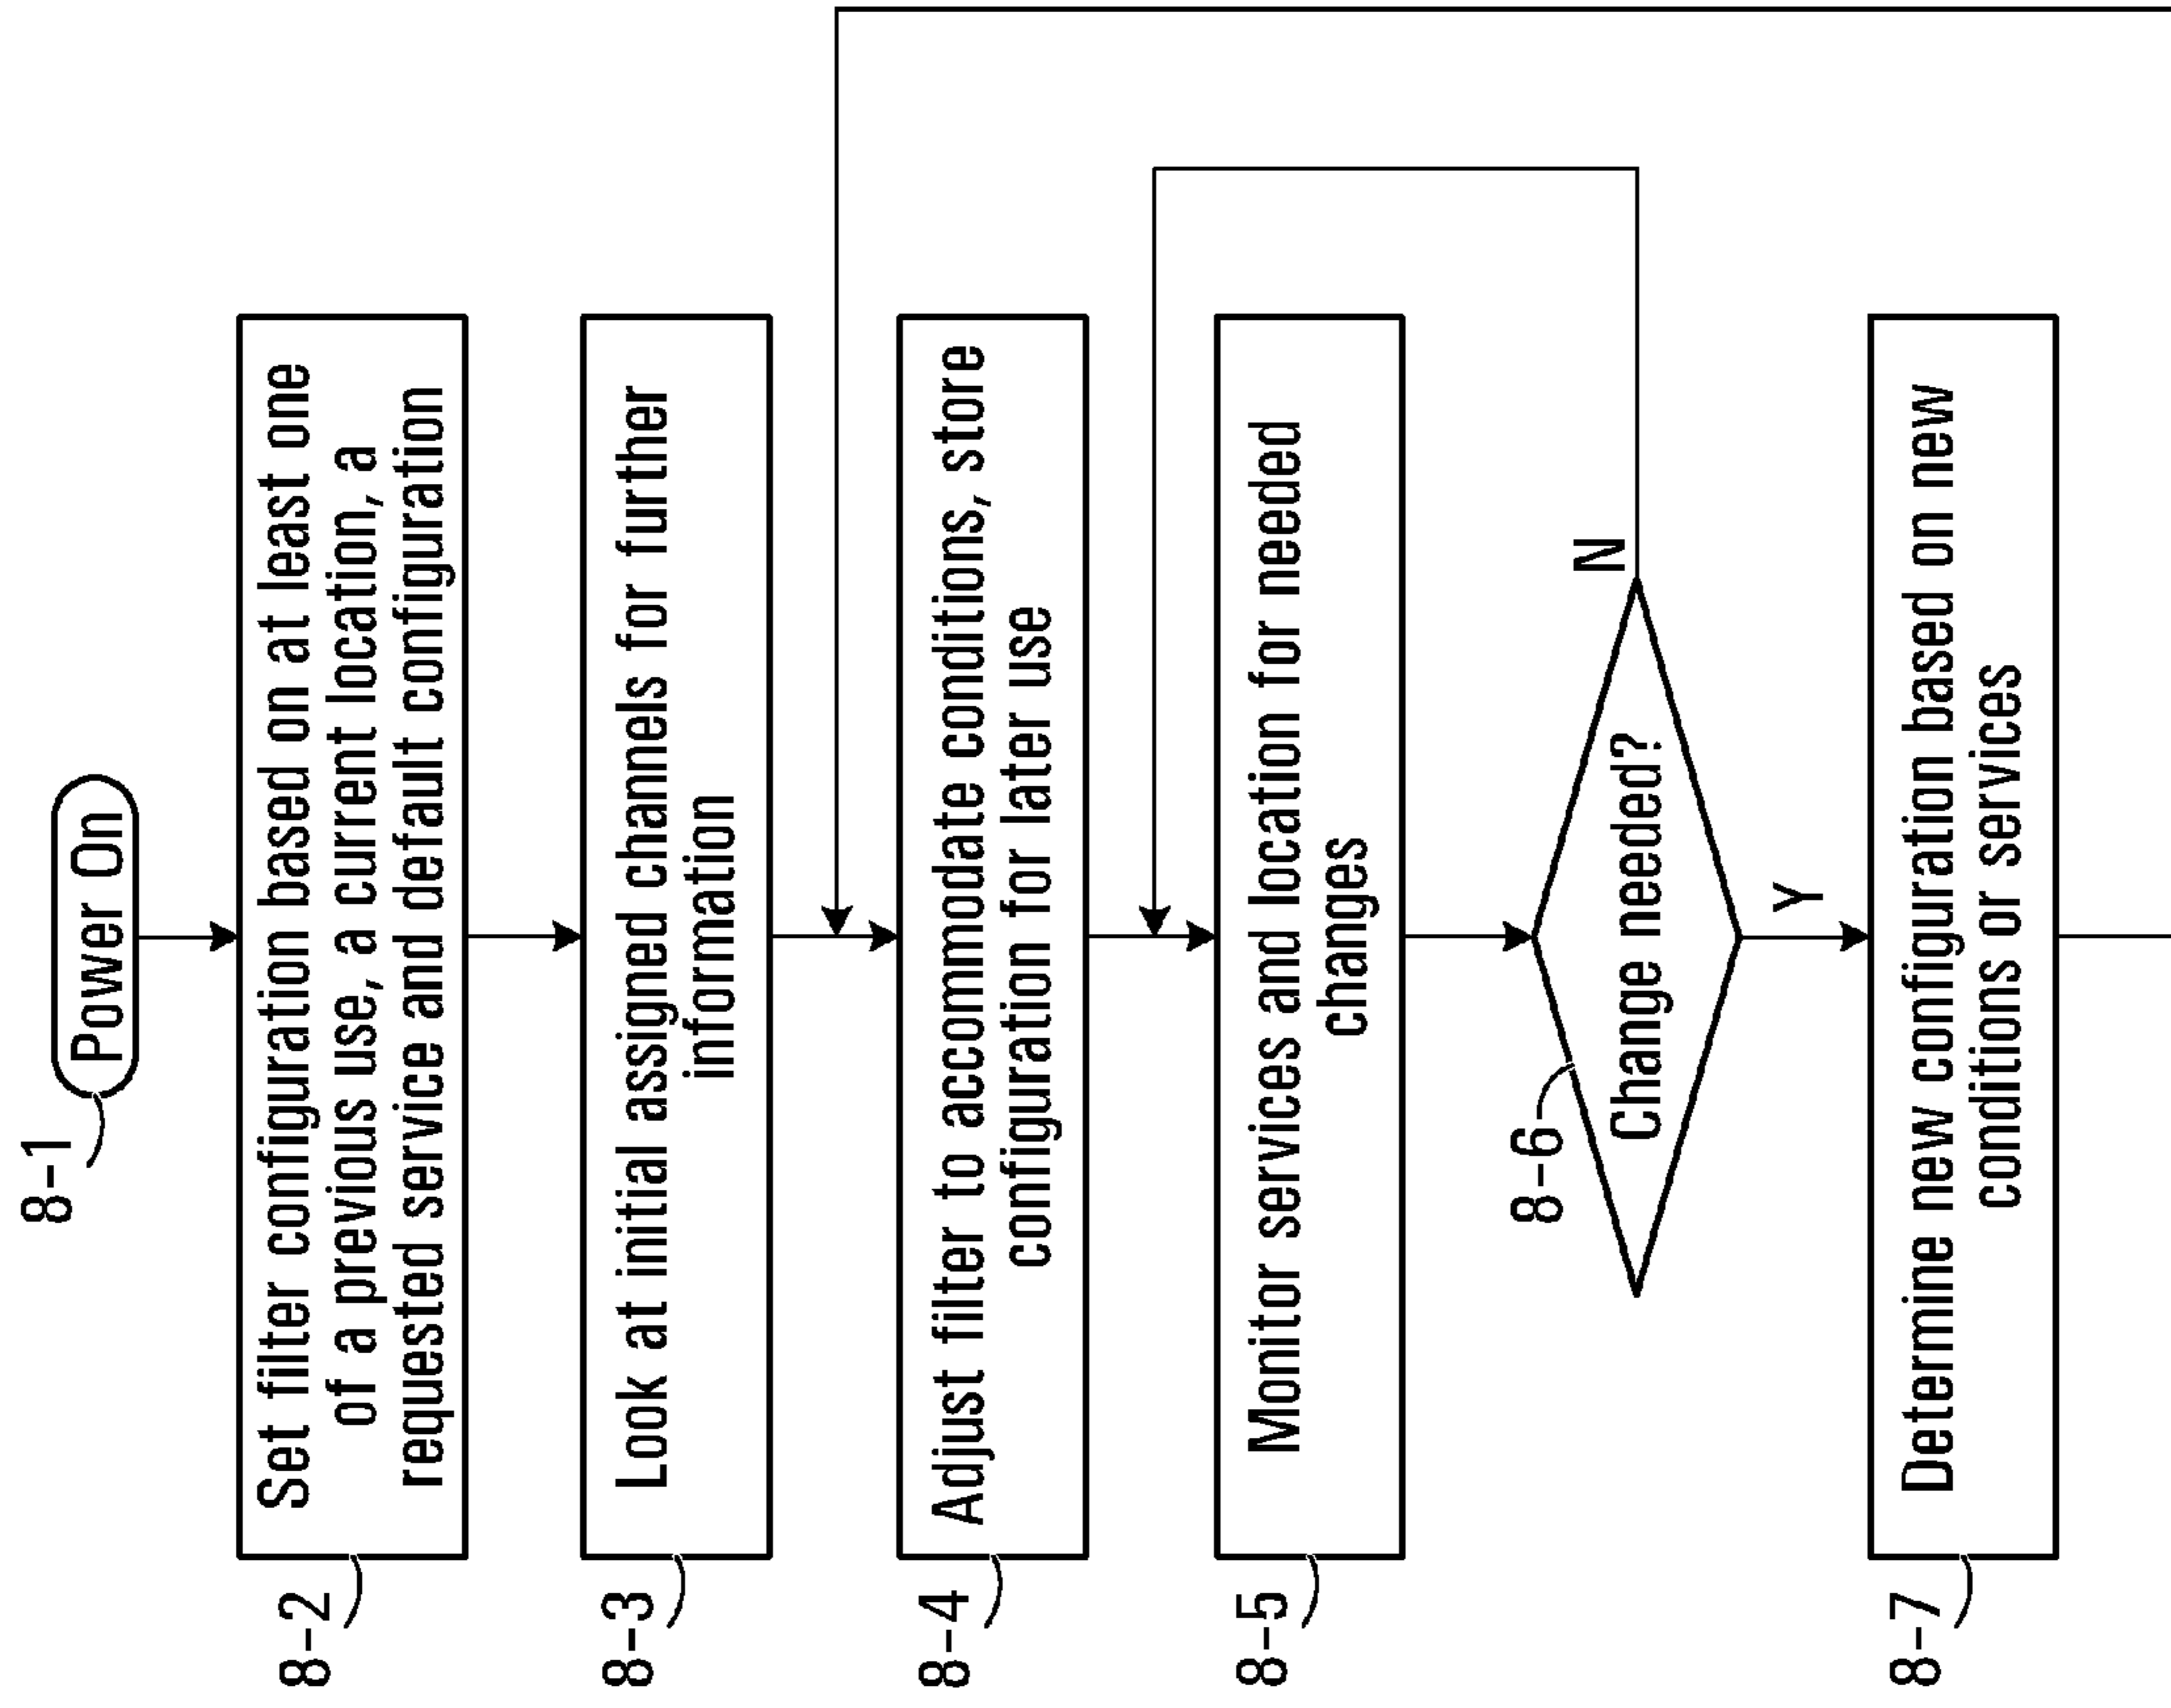 8-1
Power On
8-2
Set filter configuration based on at least one
of a previous use, a current location, a
requested service and default configuration
8-3
Look at initial assigned channels for further
information
8-4
Adjust filter to accommodate conditions, store
configuration for later use
8-5
Monitor services and location for needed
changes
8-6
Change needed?
N
Y
8-7
Determine new configuration based on new
conditions or services